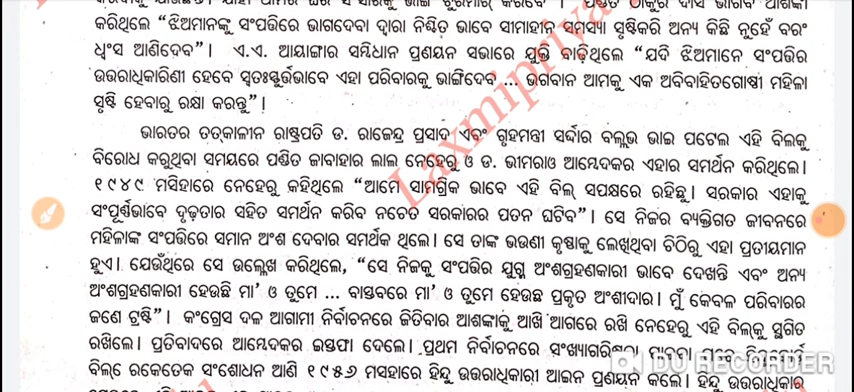 କରିଥିଲେ “ଝିଅମାନଙ୍କୁ ସଂପତ୍ତିରେ ଭାଗଦେବା ଦ୍ୱାରା ନିଶ୍ଚିତ ଭାବେ ସୀମାହୀନ ସମସ୍ୟା ସୃଷ୍ଟିକରି ଅନ୍ୟ କିଛି ନୁହେଁ ବରଂ
ଧ୍ୱଂସ ଆଣିଦେବ”। ଏ.ଏ. ଆୟାଙ୍ଗାର ସମ୍ବିଧାନ ପ୍ରଣୟନ ସଭାରେ ଯୁକ୍ତି ବାଢ଼ିଥିଲେ “ଯଦି ଝିଅମାନେ ସଂପତ୍ତିର
ଉତ୍ତରାଧିକାରିଣୀ ହେବେ ସ୍ୱତଃସ୍ଫୁର୍ତ୍ତଭାବେ ଏହା ପରିବାରକୁ ଭାଙ୍ଗିଦେବ ... ଭଗବାନ ଆମକୁ ଏକ ଅବିବାହିତଗୋଷ୍ଠୀ ମହିଳା
ସୃଷ୍ଟି ହେବାରୁ ରକ୍ଷା କରନ୍ତୁ”।
ଭାରତର ତତ୍କାଳୀନ ରାଷ୍ଟ୍ରପତି ଡ. ରାଜେନ୍ଦ୍ର ପ୍ରସାଦ ଏବଂ ଗୃହମନ୍ତ୍ରୀ ସର୍ଦ୍ଦାର ବଲ୍ଲଭ ଭାଇ ପଟେଲ ଏହି ବିଲକୁ
ବିରୋଧ କରୁଥିବା ସମୟରେ ପଣ୍ଡିତ ଜାବାହାର ଲାଲ ନେହେରୁ ଓ ଡ. ଭୀମରାଓ ଆମ୍ବେଦକର ଏହାର ସମର୍ଥନ କରିଥିଲେ।
୧୯୪୯ ମସିହାରେ ନେହେରୁ କହିଥିଲେ “ଆମେ ସାମଗ୍ରିକ ଭାବେ ଏହି ବିଲ୍ ସପକ୍ଷରେ ରହିଛୁ। ସରକାର ଏହାକୁ
ସଂପୂର୍ଣ୍ଣଭାବେ ଦୃଢ଼ତାର ସହିତ ସମର୍ଥନ କରିବ ନଚେତ ସରକାରର ପତନ ଘଟିବ”। ସେ ନିଜର ବ୍ୟକ୍ତିଗତ ଜୀବନରେ
ମହିଳାଙ୍କ ସଂପତ୍ତିରେ ସମାନ ଅଂଶ ଦେବାର ସମର୍ଥକ ଥିଲେ। ସେ ତାଙ୍କ ଭଉଣୀ କୃଷ୍ଣାକୁ ଲେଖିଥିବା ଚିଠିରୁ ଏହା ପ୍ରତୀୟମାନ
ହୁଏ। ଯେଉଁଥିରେ ସେ ଉଲ୍ଲେଖ କରିଥିଲେ, “ସେ ନିଜକୁ ସଂପତ୍ତିର ଯୁଗ୍ମ ଅଂଶଗ୍ରହଣକାରୀ ଭାବେ ଦେଖନ୍ତି ଏବଂ ଅନ୍ୟ
ଅଂଶଗ୍ରହଣକାରୀ ହେଉଛି ମା’ ଓ ତୁମେ ... ବାସ୍ତବରେ ମା’ ଓ ତୁମେ ହେଉଛ ପ୍ରକୃତ ଅଂଶୀଦାର। ମୁଁ କେବଳ ପରିବାରର
ଜଣେ ଟ୍ରଷ୍ଟି”। କଂଗ୍ରେସ ଦଳ ଆଗାମୀ ନିର୍ବାଚନରେ ଜିତିବାର ଆଶଙ୍କାକୁ ଆଖି ଆଗରେ ରଖି ନେହେରୁ ଏହି ବିଲ୍‌କୁ ସ୍ଥଗିତ
ରଖିଲେ। ପ୍ରତିବାଦରେ ଆମ୍ବେଦକର ଇସ୍ତଫା ଦେଲେ। ପ୍ରଥମ ନିର୍ବାଚନରେ
ବିଲ୍‌ରେ କେତେକ ସଂଶୋଧନ ଆଣି ୧୯୫୬ ମସହାରେ ହିନ୍ଦୁ ଉତ୍ତରାଧିକାରୀ ଆଇନ ପ୍ରଣୟନ କଲେ। ହିନ୍ଦୁ ଉତ୍ତରାଧିକାର
Laxmipriya
DU RECORDER